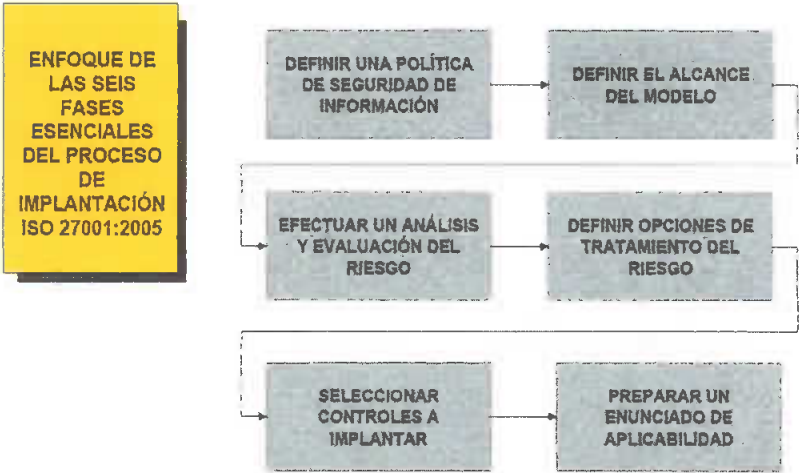 ENFOQUE DE
LAS SEIS
FASES
ESENCIALES
DEL PROCESO
DE
IMPLANTACIÓN
ISO 27001:2005
DEFINIR UNA POLÍTICA
DE SEGURIDAD DE
INFORMACIÓN
DEFINIR EL ALCANCE
DEL MODELO
EFECTUAR UN ANÁLISIS
Y EVALUACIÓN DEL
RIESGO
DEFINIR OPCIONES DE
TRATAMIENTO DEL
RIESGO
SELECCIONAR
CONTROLES A
IMPLANTAR
PREPARAR UN
ENUNCIADO DE
APLICABILIDAD